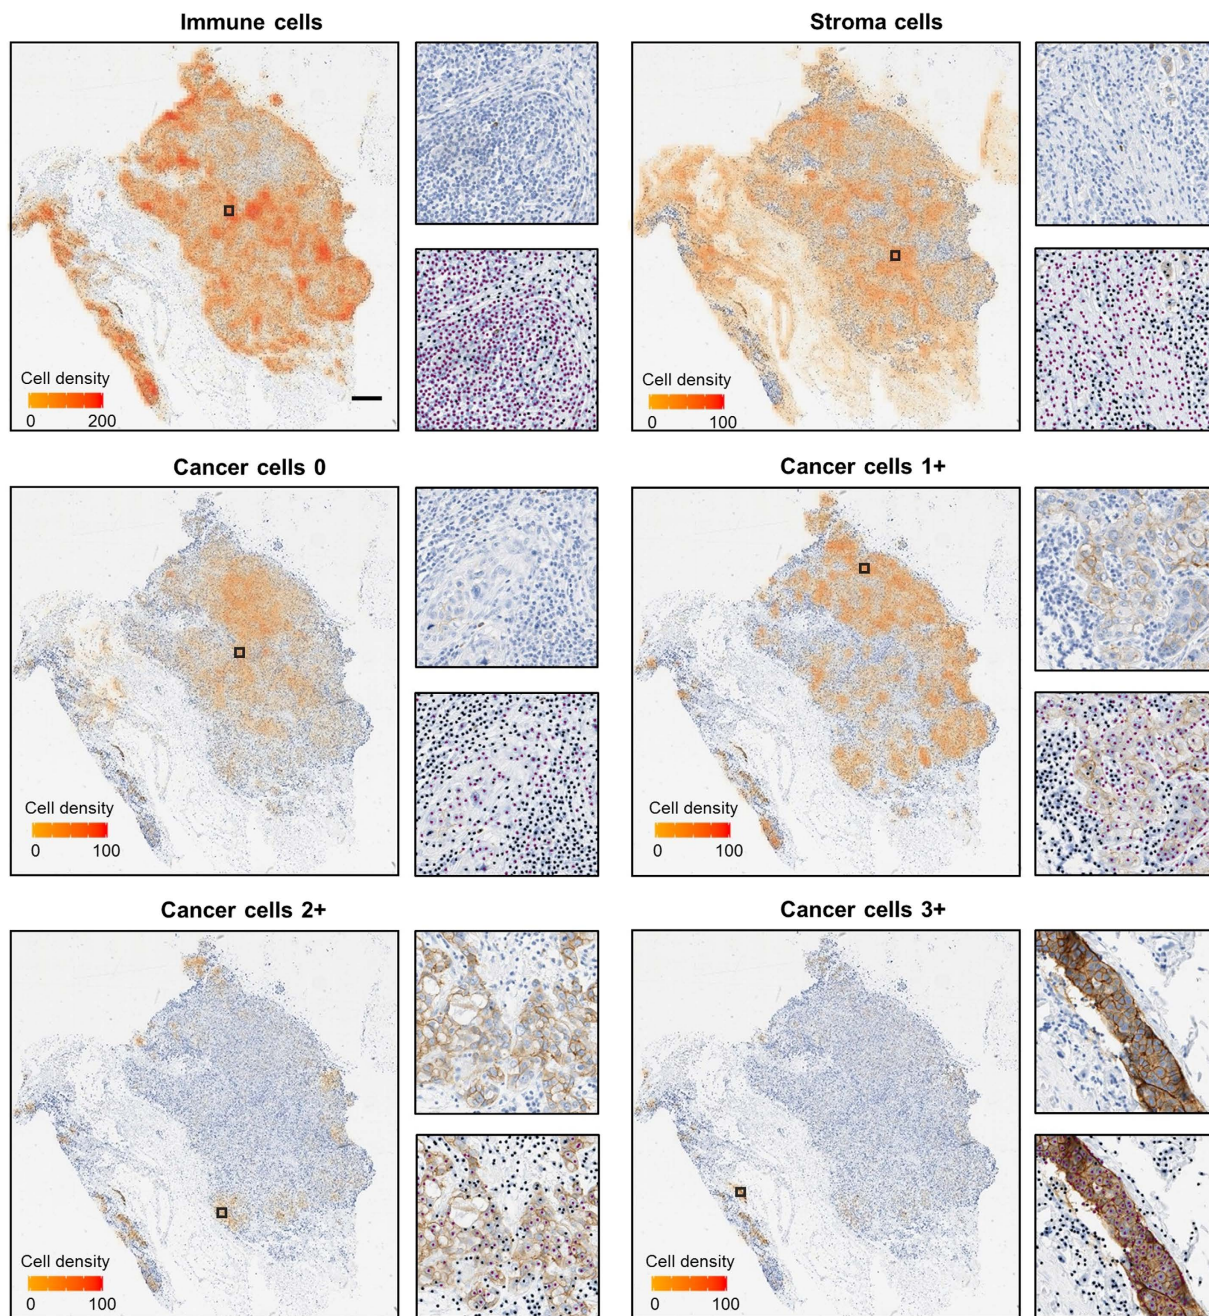 Immune cells
Stroma cells
Cell density
0 200
Cell density
0 100
Cancer cells 0
Cancer cells 1+
Cell density
0 100
Cell density
0 100
Cancer cells 2+
Cancer cells 3+
Cell density
0 100
Cell density
0 100